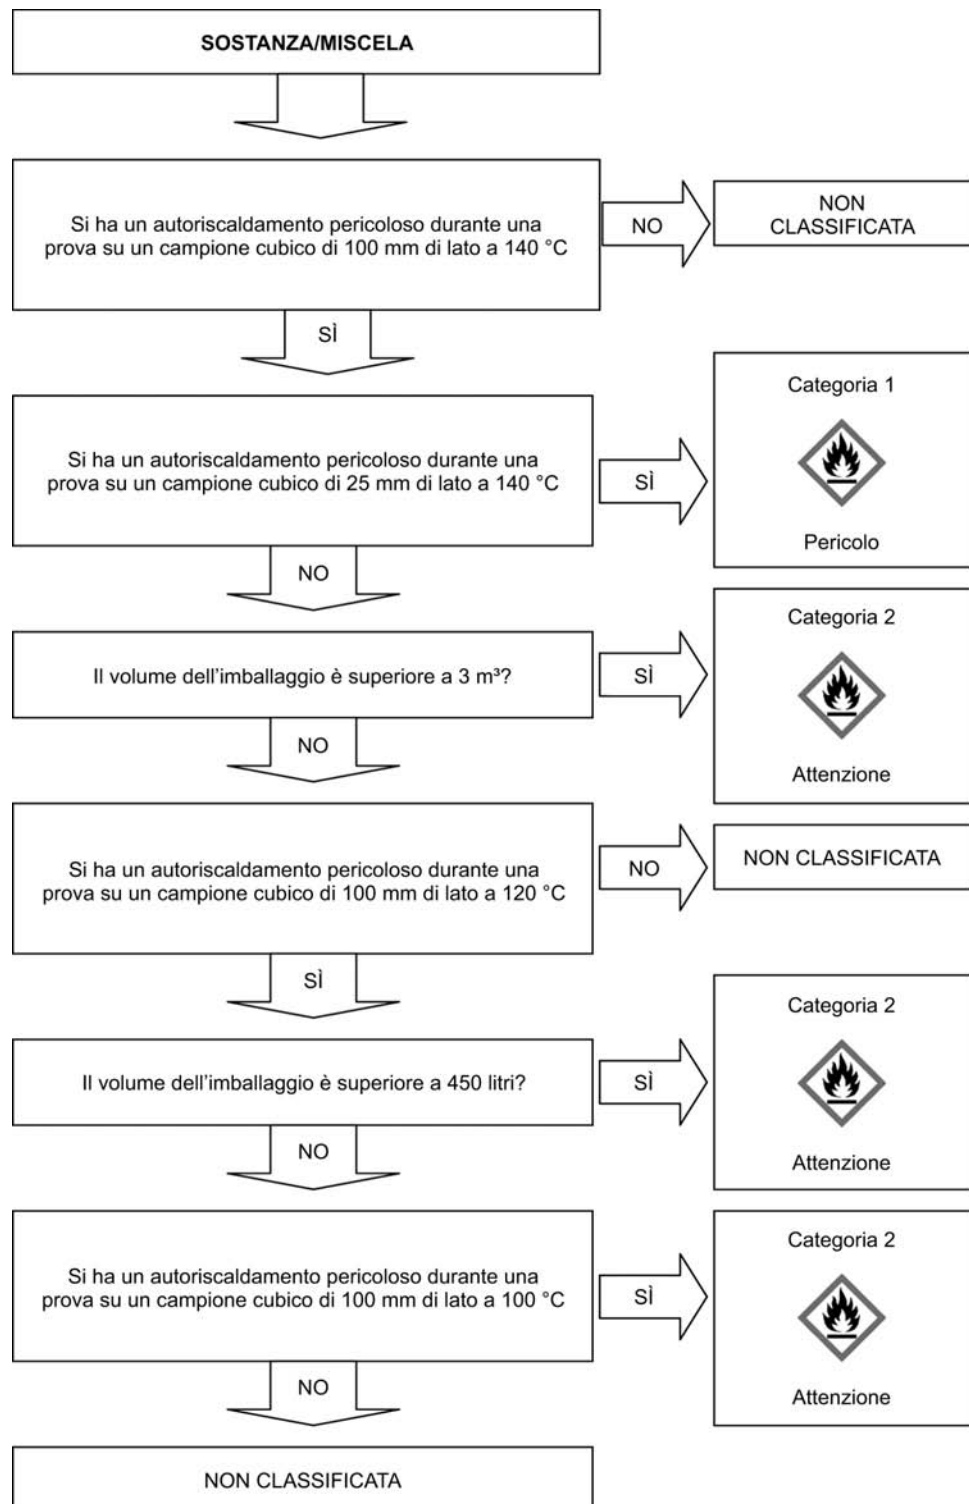 SOSTANZA/MISCELA
Si ha un autoriscaldamento pericoloso durante una
prova su un campione cubico di 100 mm di lato a 140 °C
NO
NON
CLASSIFICATA
SÌ
Si ha un autoriscaldamento pericoloso durante una
prova su un campione cubico di 25 mm di lato a 140 °C
SÌ
Categoria 1
Pericolo
NO
Il volume dell’imballaggio è superiore a 3 m³?
SÌ
Categoria 2
Attenzione
NO
Si ha un autoriscaldamento pericoloso durante una
prova su un campione cubico di 100 mm di lato a 120 °C
NO
NON CLASSIFICATA
SÌ
Il volume dell’imballaggio è superiore a 450 litri?
SÌ
Categoria 2
Attenzione
NO
Si ha un autoriscaldamento pericoloso durante una
prova su un campione cubico di 100 mm di lato a 100 °C
SÌ
Categoria 2
Attenzione
NO
NON CLASSIFICATA